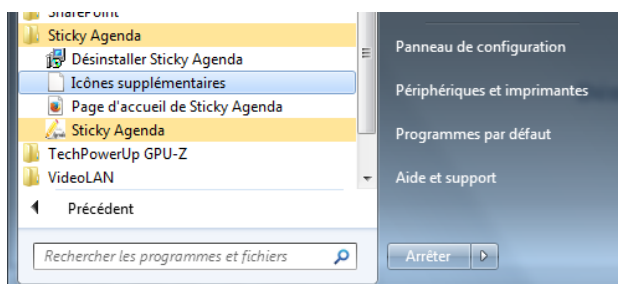 SharePoint
Sticky Agenda
Désinstaller Sticky Agenda
Icônes supplémentaires
Page d'accueil de Sticky Agenda
Sticky Agenda
TechPowerUp GPU-Z
VideoLAN
Précédent
Rechercher les programmes et fichiers
Panneau de configuration
Périphériques et imprimantes
Programmes par défaut
Aide et support
Arrêter